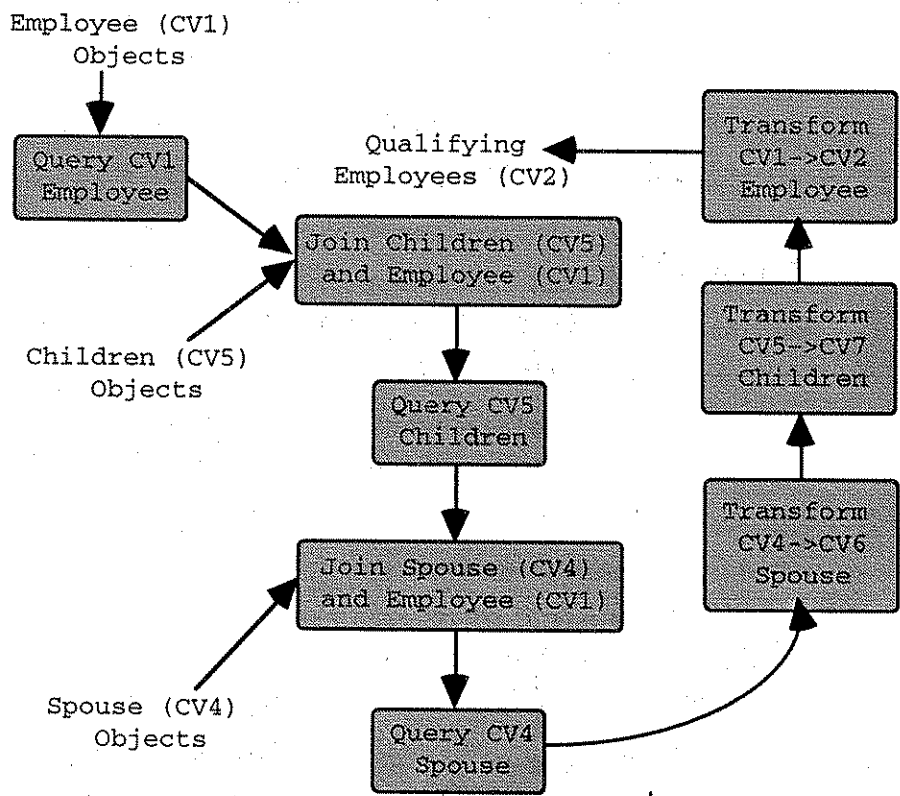 Employee (CV1)
Objects
Query CV1
Employee
Join Children (CV5)
and Employee (CV1)
Children (CV5)
Objects
Query CV5
Children
Join Spouse (CV4)
and Employee (CV1)
Spouse (CV4)
Objects
Query CV4
Spouse
Transform
CV4->CV6
Spouse
Transform
CV5->CV7
Children
Transform
CV1->CV2
Employee
Qualifying
Employees (CV2)